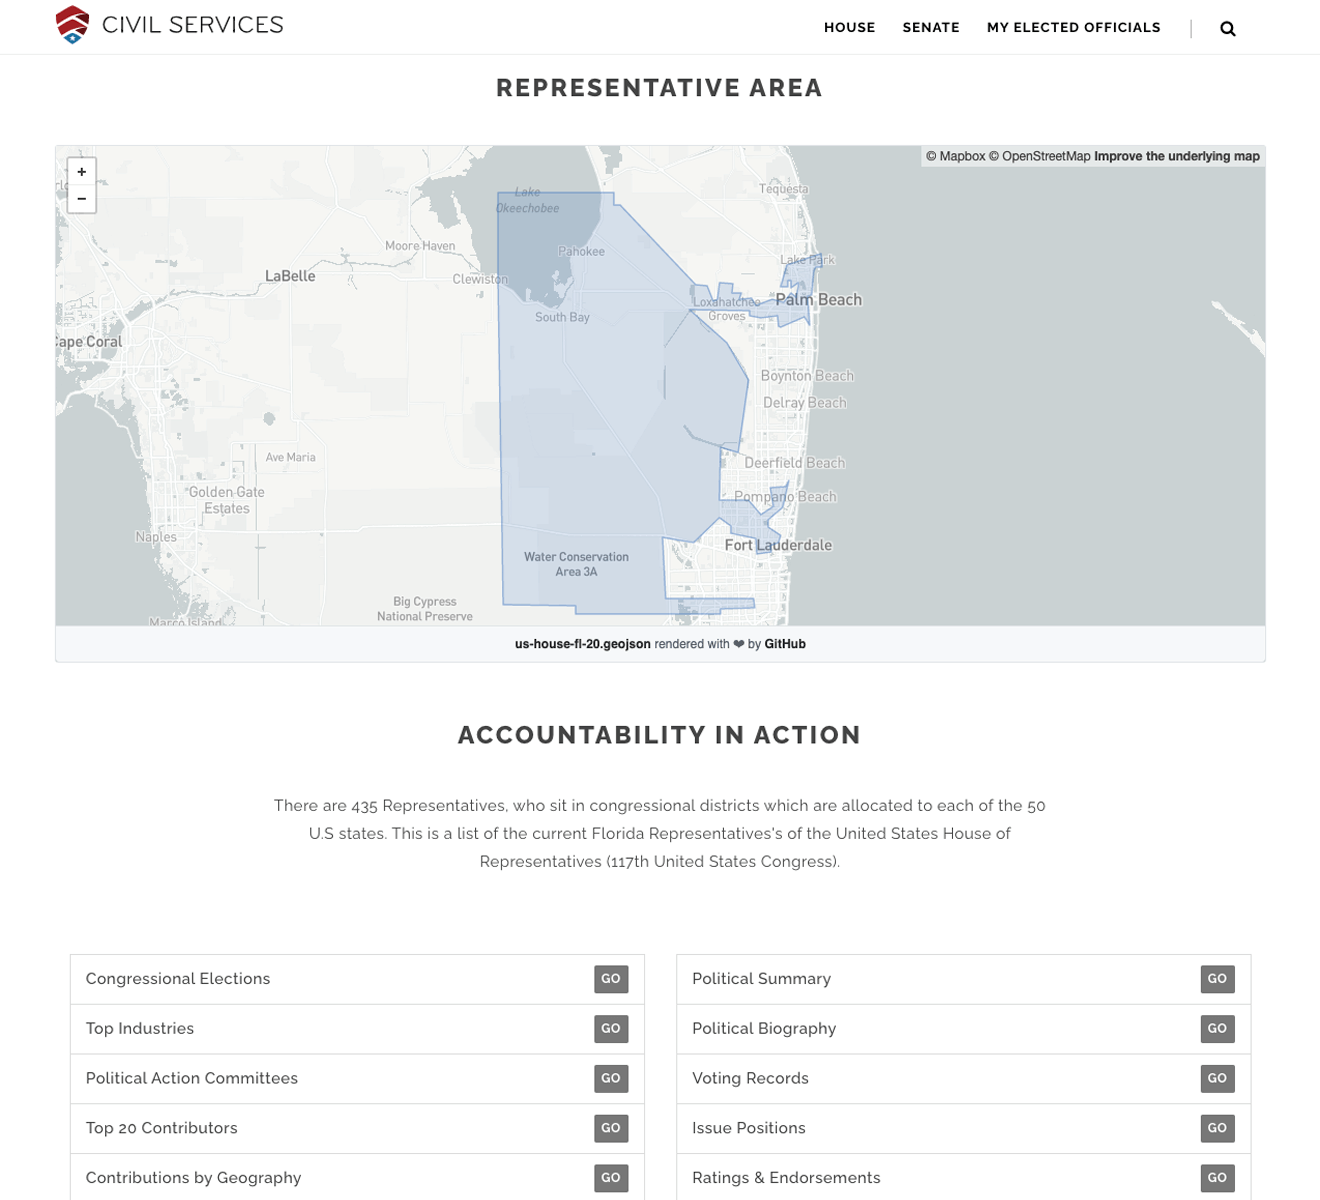 CIVIL SERVICES
HOUSE
SENATE
MY ELECTED OFFICIALS
REPRESENTATIVE AREA
+
−
© Mapbox © OpenStreetMap Improve the underlying map
Lake
Okeechobee
Tequesta
Moore Haven
Pahokee
Lake Park
LaBelle
Clewiston
Loxahatchee
Groves
Palm Beach
South Bay
Cape Coral
Boynton Beach
Delray Beach
Ave Maria
Deerfield Beach
Golden Gate
Estates
Pompano Beach
Naples
Fort Lauderdale
Water Conservation
Area 3A
Big Cypress
National Preserve
Marco Island
us-house-fl-20.geojson rendered with ❤ by GitHub
ACCOUNTABILITY IN ACTION
There are 435 Representatives, who sit in congressional districts which are allocated to each of the 50
U.S states. This is a list of the current Florida Representatives's of the United States House of
Representatives (117th United States Congress).
Congressional Elections GO
Political Summary GO
Top Industries GO
Political Biography GO
Political Action Committees GO
Voting Records GO
Top 20 Contributors GO
Issue Positions GO
Contributions by Geography GO
Ratings & Endorsements GO